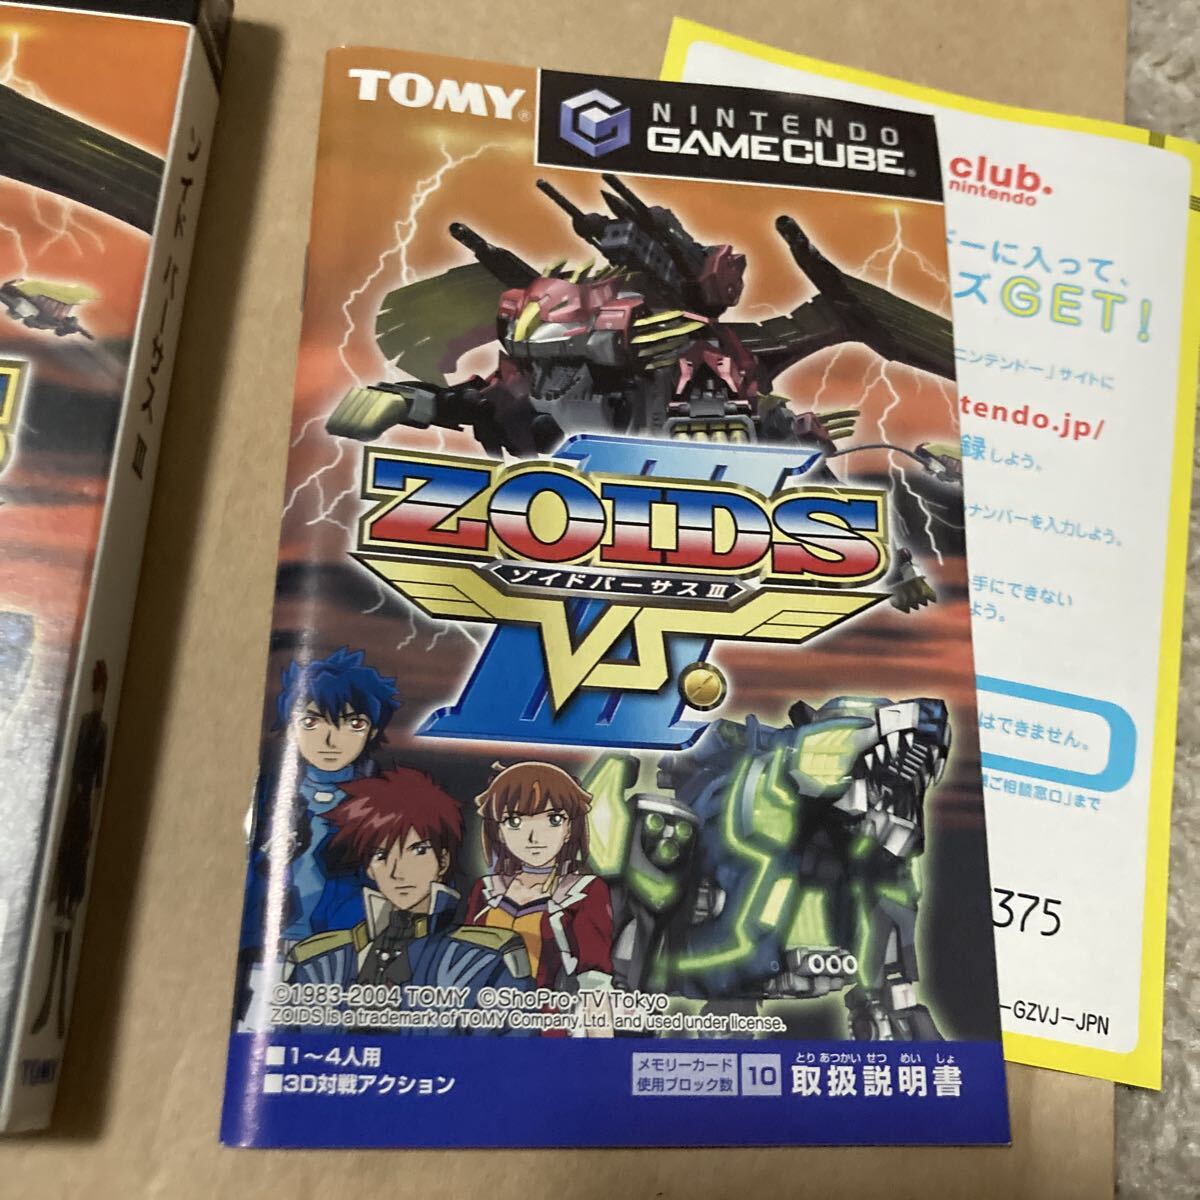 ゾイドバーサス III
TOMY
TOMY®
NINTENDO
GAMECUBE®
III
ZOIDS
ゾイドバーサス III
VS.
©1983-2004 TOMY ©ShoPro・TV Tokyo
ZOIDS is a trademark of TOMY Company,Ltd. and used under license.
■1～4人用
■3D対戦アクション
メモリーカード
使用ブロック数
10
とり あつかい せつ めい しょ
取扱説明書
club.
nintendo
ーに入って、
ズGET!
ニンテンドー」サイトに
tendo.jp/
録しよう。
ナンバーを入力しよう。
手にできない
よう。
はできません。
ご相談窓口」まで
375
-GZVJ-JPN